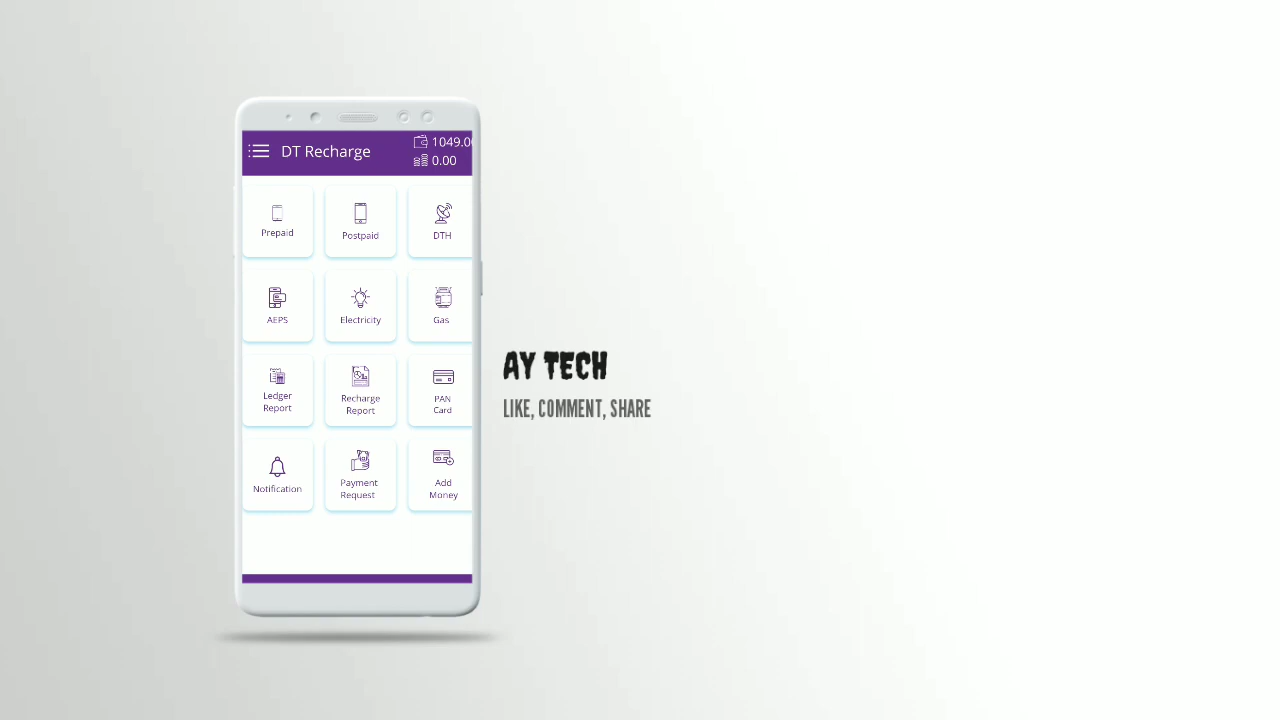 DT Recharge
1049.00
0.00
Prepaid
Postpaid
DTH
AEPS
Electricity
Gas
Ledger
Report
Recharge
Report
PAN
Card
Notification
Payment
Request
Add
Money
AY TECH
LIKE, COMMENT, SHARE